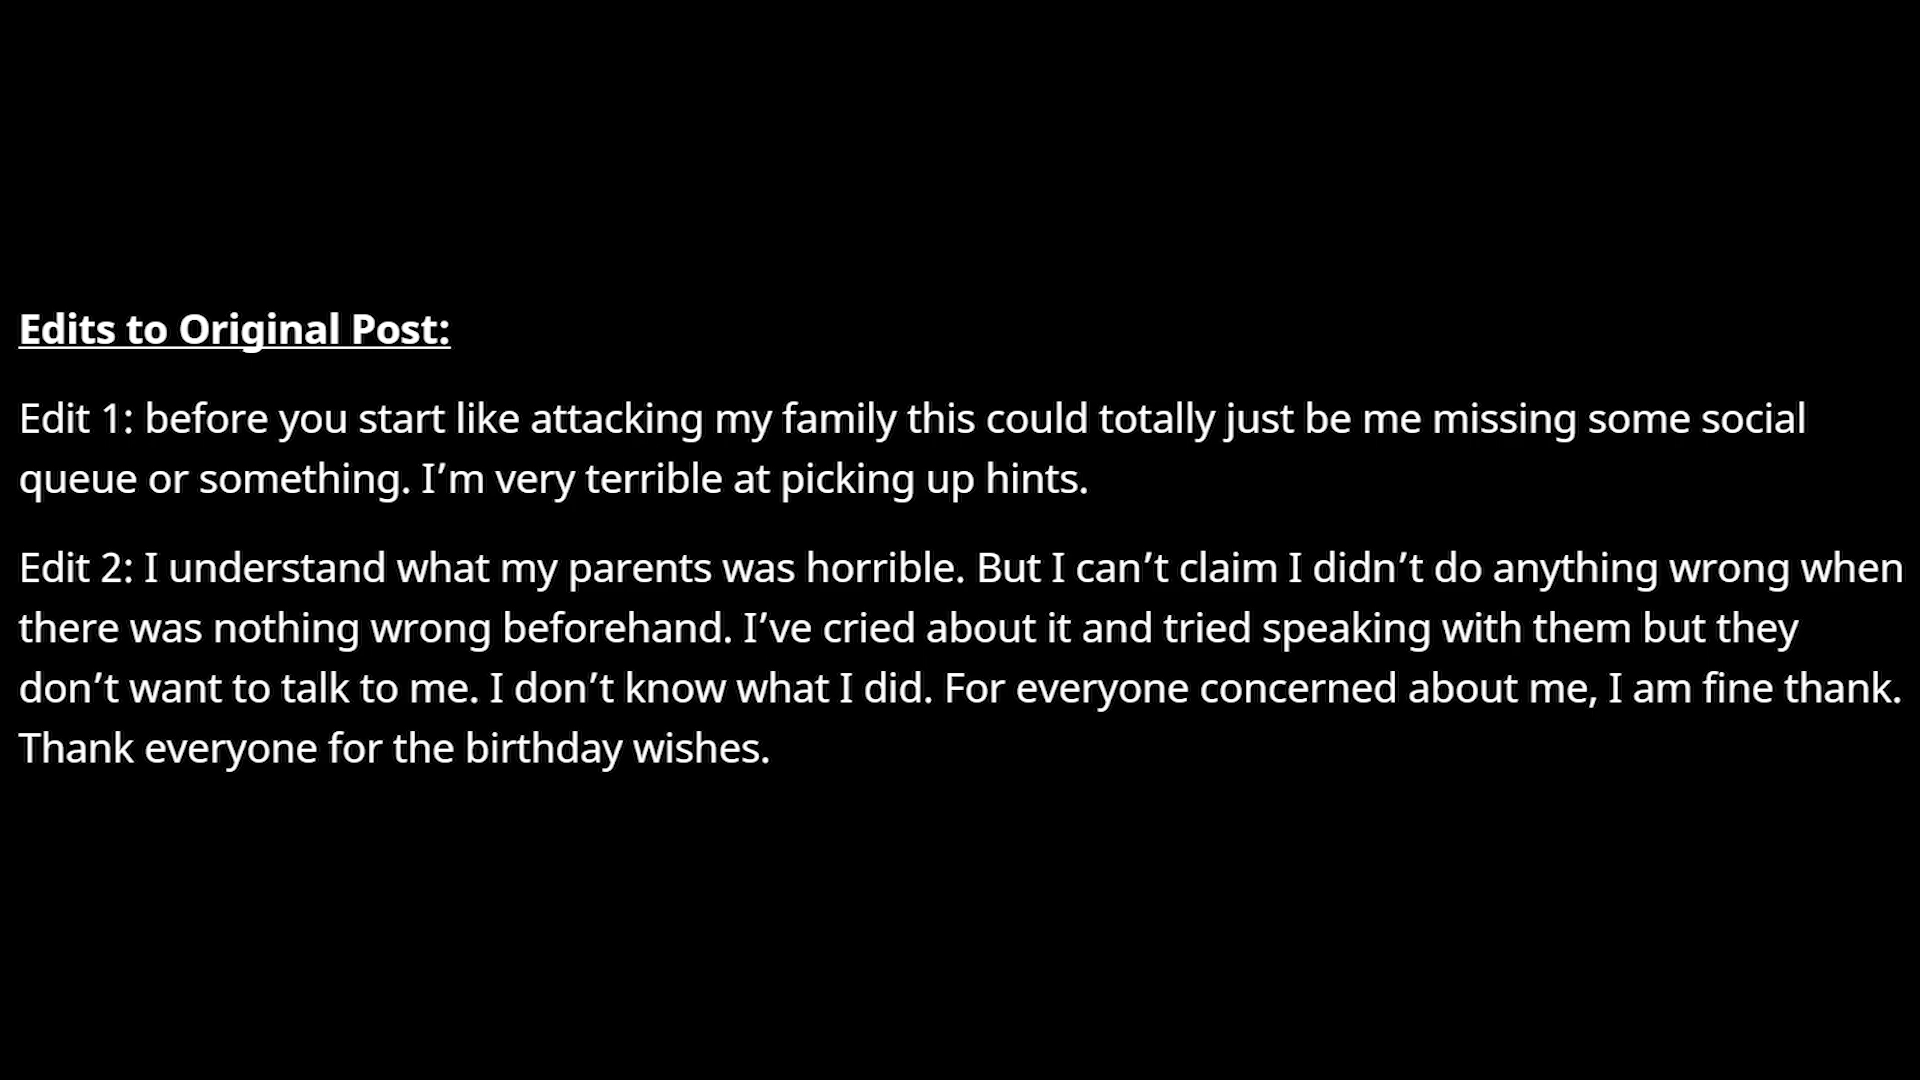 Edits to Original Post:
Edit 1: before you start like attacking my family this could totally just be me missing some social
queue or something. I’m very terrible at picking up hints.
Edit 2: I understand what my parents was horrible. But I can’t claim I didn’t do anything wrong when
there was nothing wrong beforehand. I’ve cried about it and tried speaking with them but they
don’t want to talk to me. I don’t know what I did. For everyone concerned about me, I am fine thank.
Thank everyone for the birthday wishes.